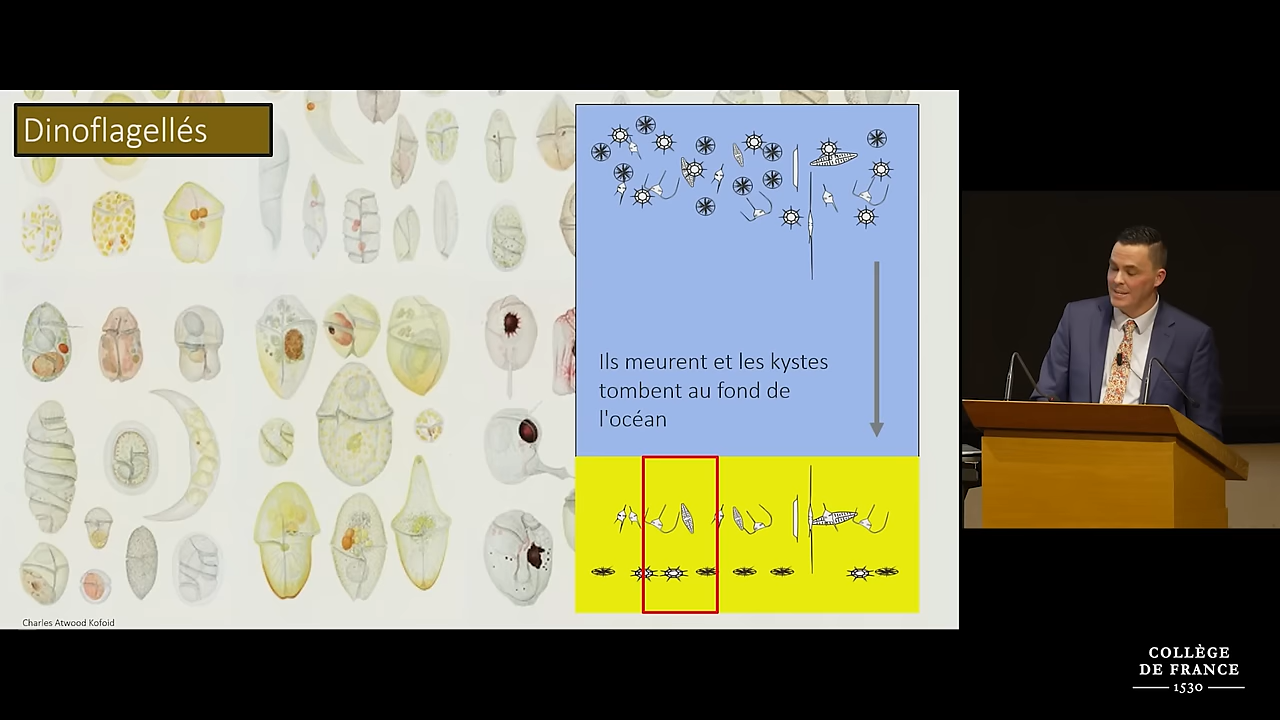 Dinoflagellés
Ils meurent et les kystes
tombent au fond de
l'océan
Charles Atwood Kofoid
COLLÈGE
DE FRANCE
1530